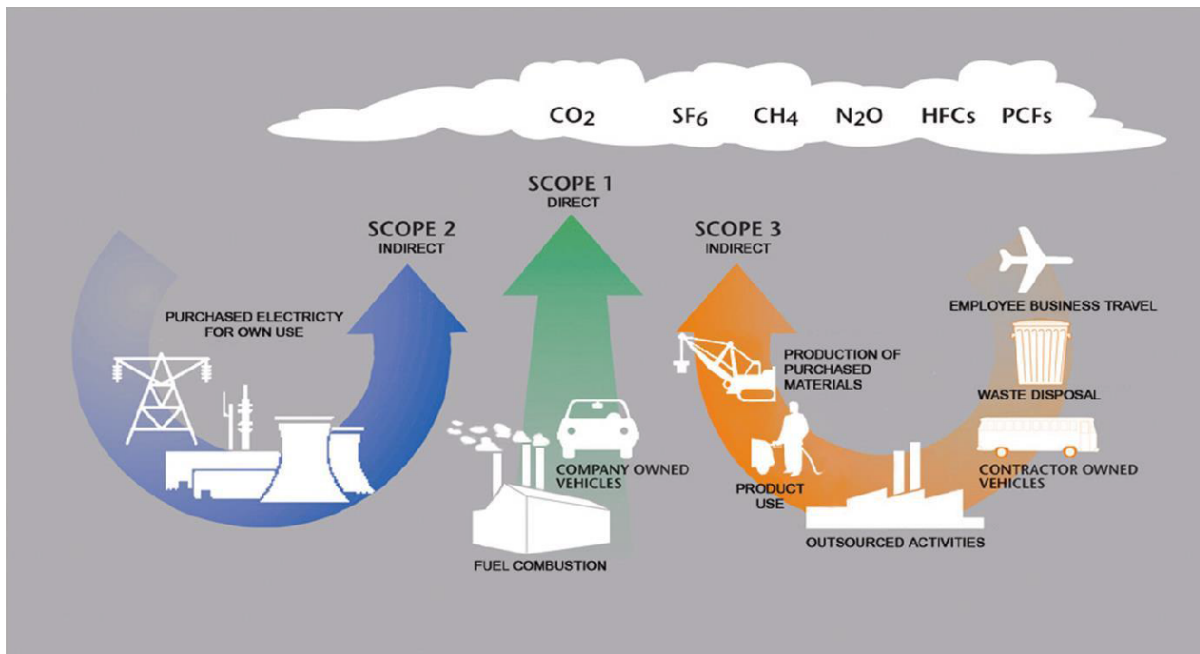 CO2 SF6 CH4 N2O HFCs PCFs
SCOPE 1
DIRECT
SCOPE 2
INDIRECT
SCOPE 3
INDIRECT
PURCHASED ELECTRICTY
FOR OWN USE
COMPANY OWNED
VEHICLES
FUEL COMBUSTION
EMPLOYEE BUSINESS TRAVEL
PRODUCTION OF
PURCHASED
MATERIALS
WASTE DISPOSAL
CONTRACTOR OWNED
VEHICLES
PRODUCT
USE
OUTSOURCED ACTIVITIES